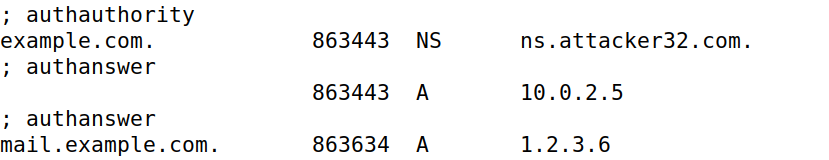 ; authauthority
example.com. 863443 NS ns.attacker32.com.
; authanswer
863443 A 10.0.2.5
; authanswer
mail.example.com. 863634 A 1.2.3.6